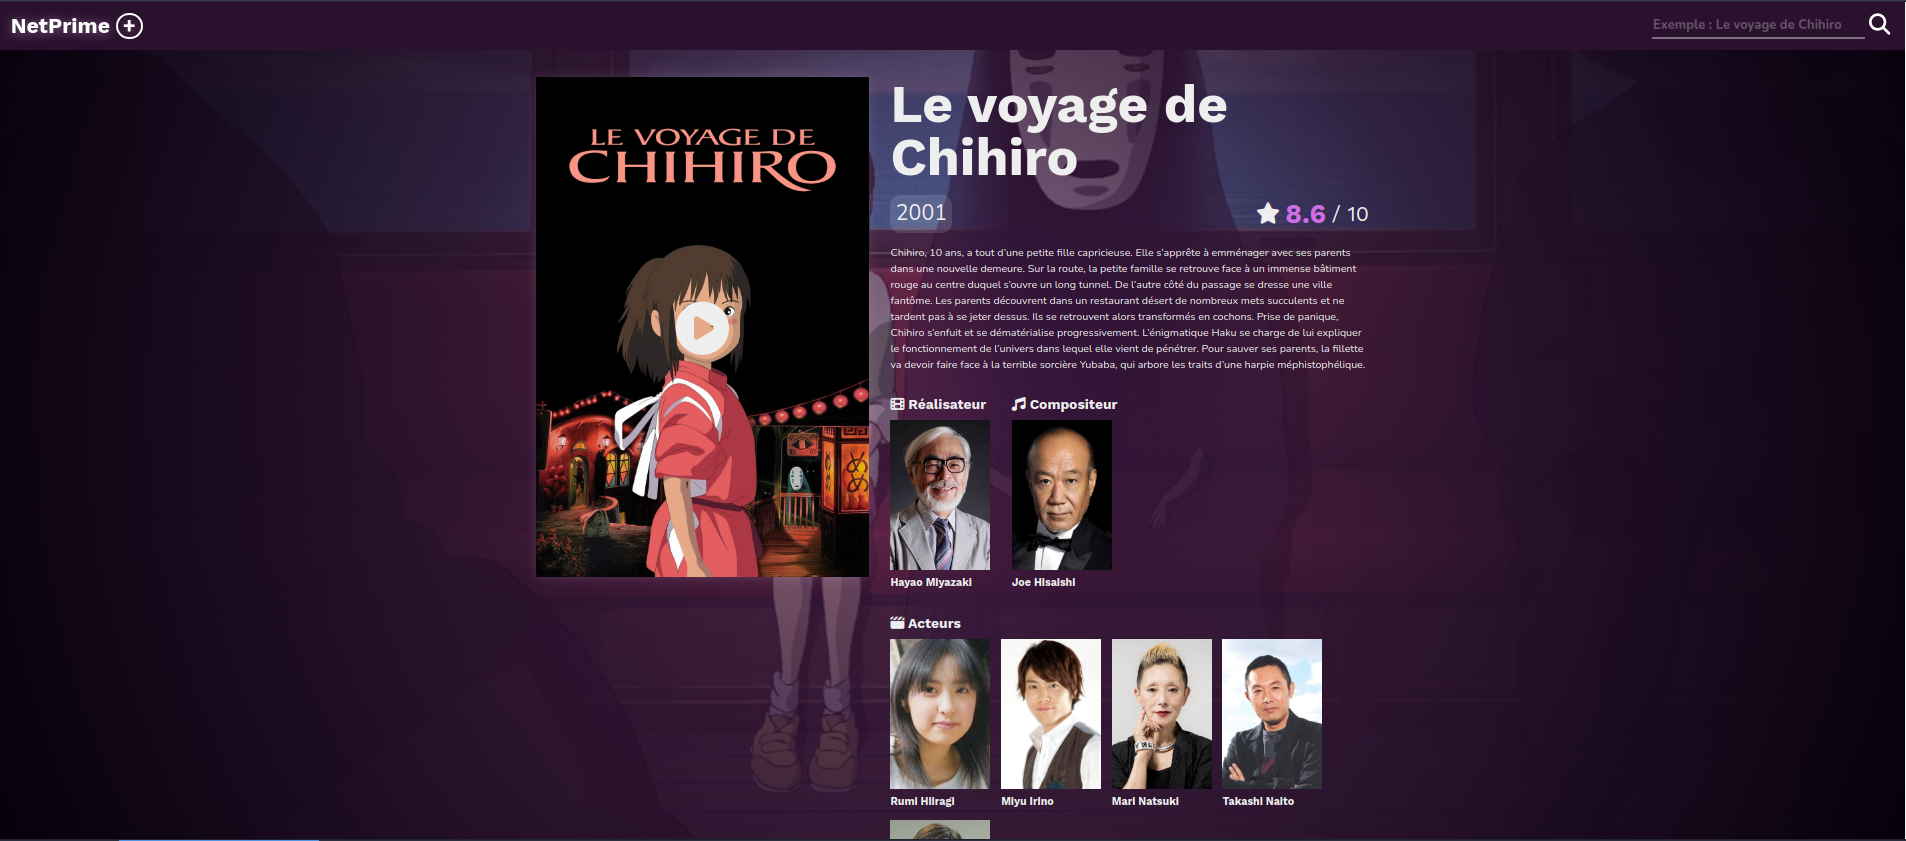 NetPrime
Exemple : Le voyage de Chihiro
LE VOYAGE DE
CHIHIRO
Le voyage de
Chihiro
2001
8.6 / 10
Chihiro, 10 ans, a tout d'une petite fille capricieuse. Elle s'apprête à emménager avec ses parents
dans une nouvelle demeure. Sur la route, la petite famille se retrouve face à un immense bâtiment
rouge au centre duquel s'ouvre un long tunnel. De l'autre côté du passage se dresse une ville
fantôme. Les parents découvrent dans un restaurant désert de nombreux mets succulents et ne
tardent pas à se jeter dessus. Ils se retrouvent alors transformés en cochons. Prise de panique,
Chihiro s'enfuit et se dématérialise progressivement. L'énigmatique Haku se charge de lui expliquer
le fonctionnement de l'univers dans lequel elle vient de pénétrer. Pour sauver ses parents, la fillette
va devoir faire face à la terrible sorcière Yubaba, qui arbore les traits d'une harpie méphistophélique.
Réalisateur
Compositeur
Hayao Miyazaki
Joe Hisaishi
Acteurs
Rumi Hiiragi
Miyu Irino
Mari Natsuki
Takashi Naito